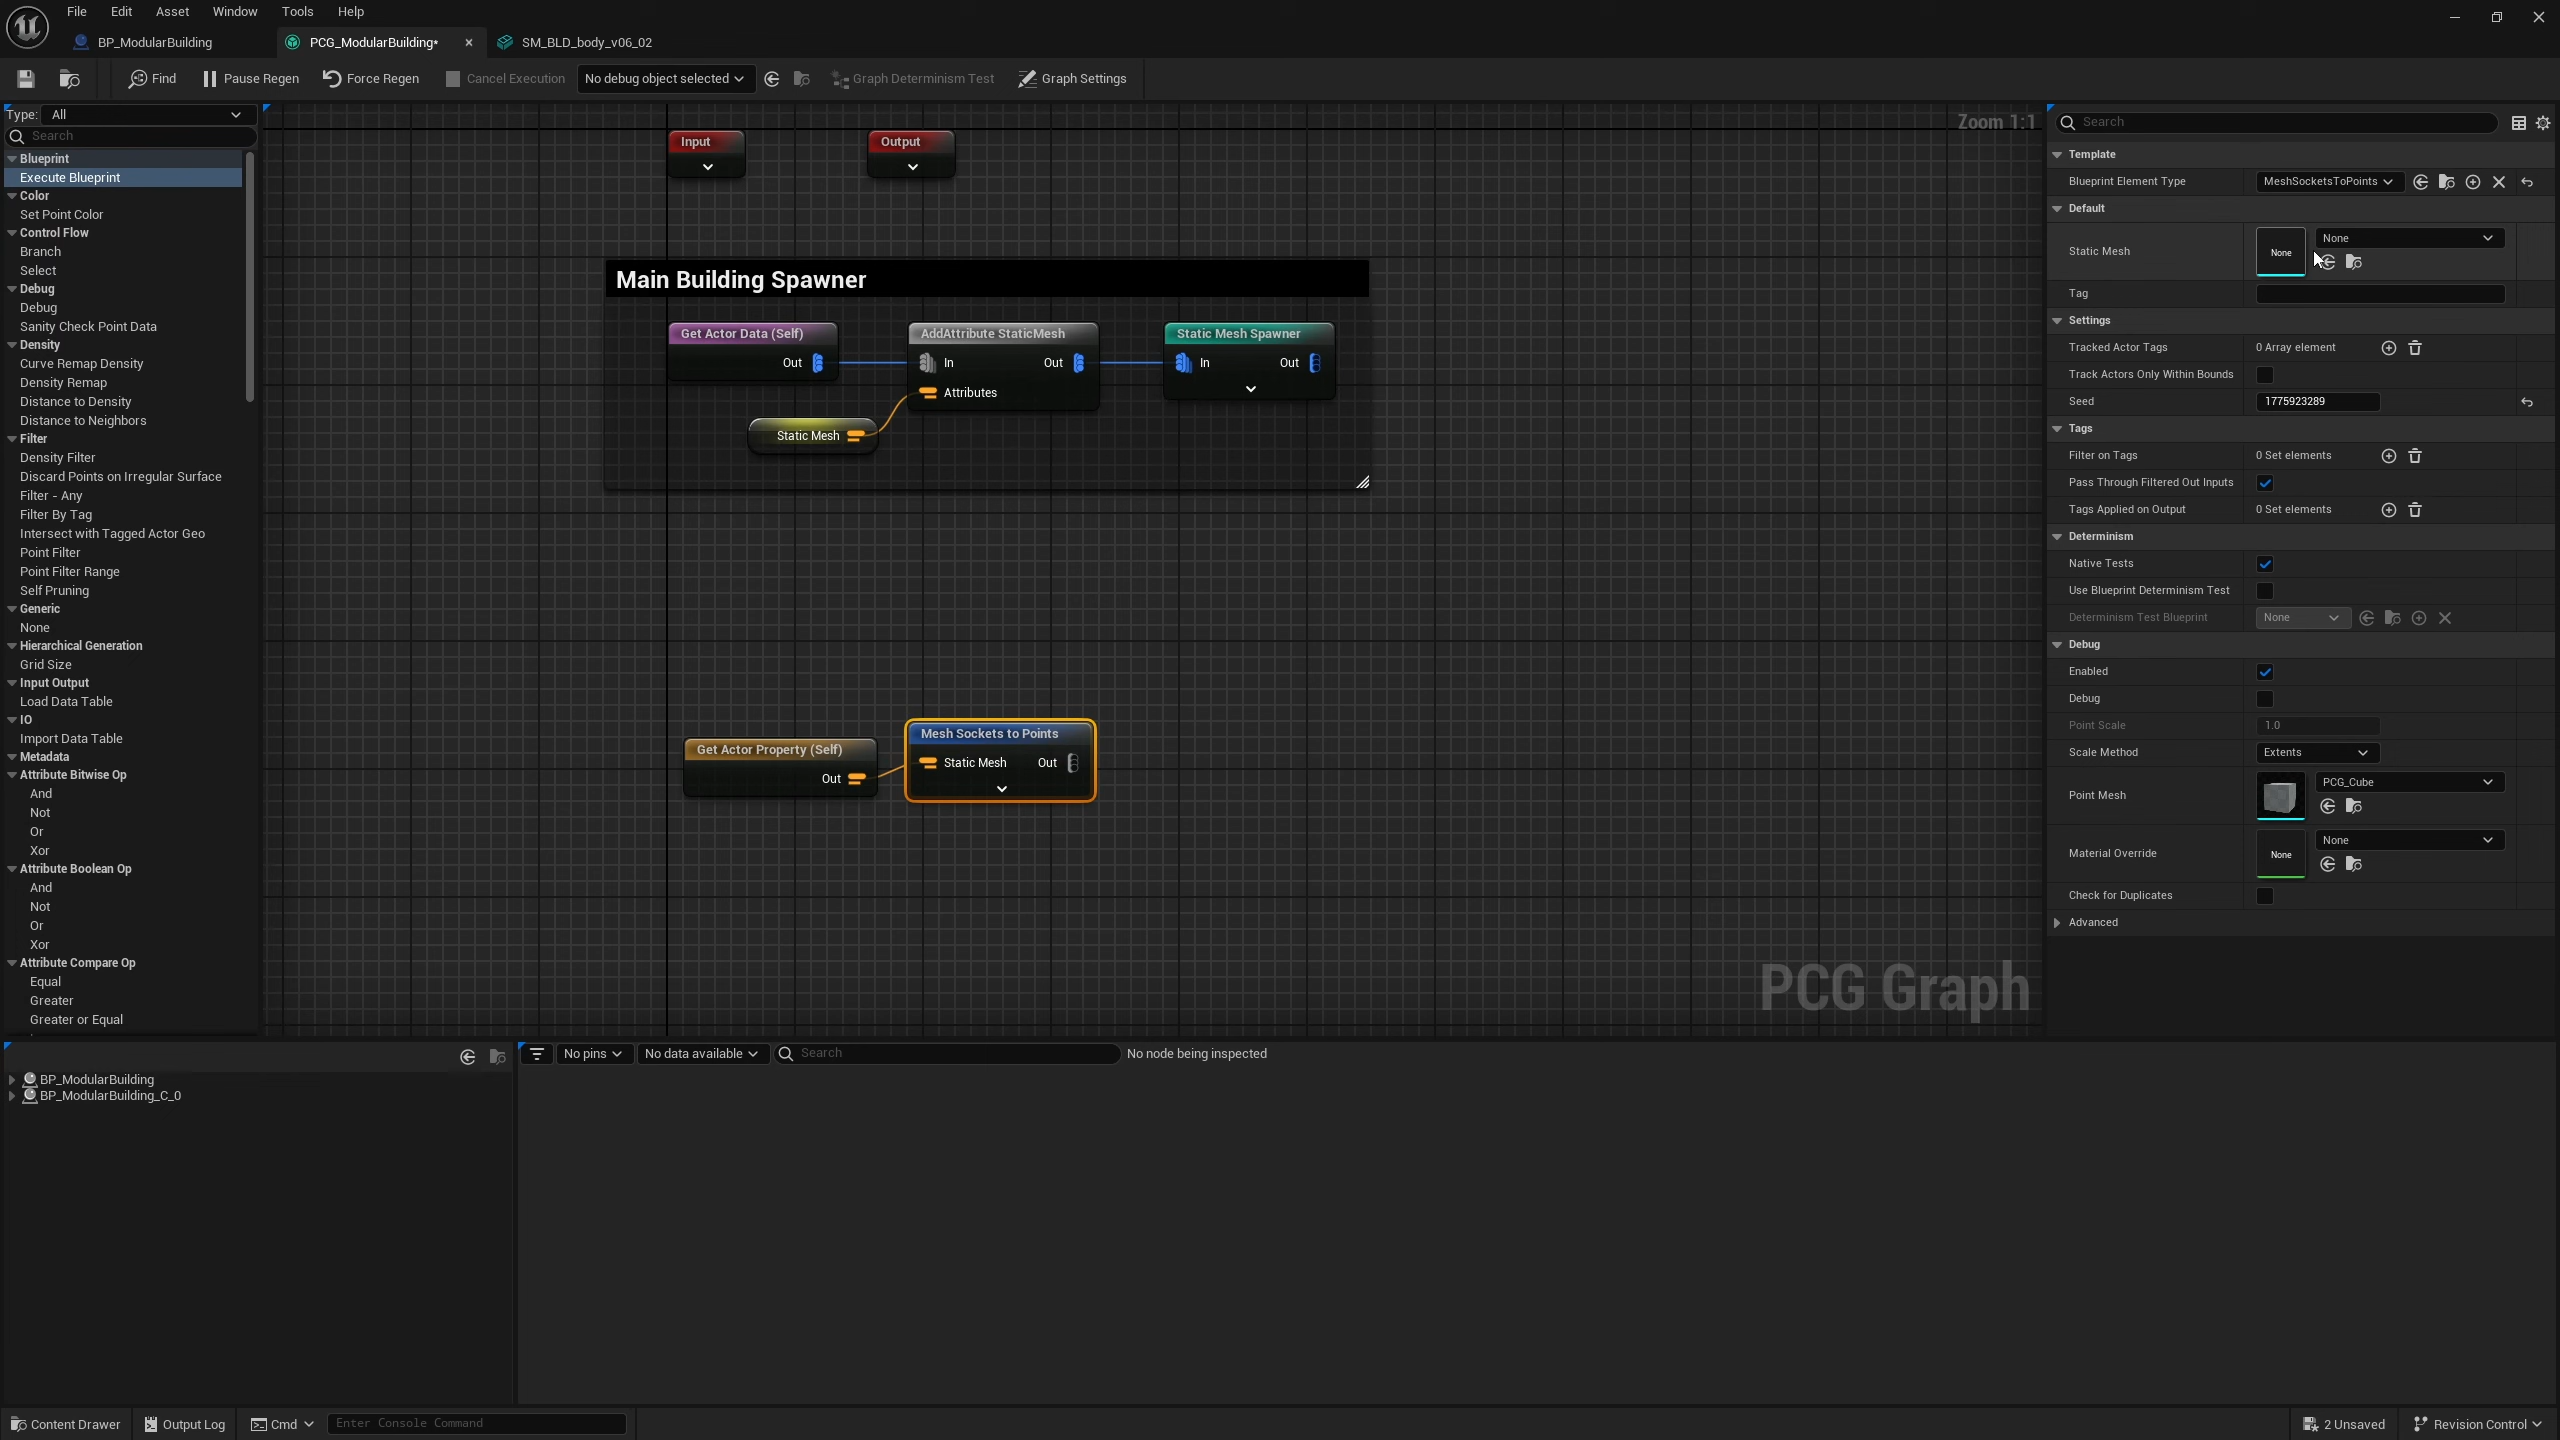 File Edit Asset Window Tools Help
BP_ModularBuilding
PCG_ModularBuilding*
SM_BLD_body_v06_02
Find
Pause Regen
Force Regen
Cancel Execution
No debug object selected
Graph Determinism Test
Graph Settings
Type: All
Search
Blueprint
Execute Blueprint
Color
Set Point Color
Control Flow
Branch
Select
Debug
Debug
Sanity Check Point Data
Density
Curve Remap Density
Density Remap
Distance to Density
Distance to Neighbors
Filter
Density Filter
Discard Points on Irregular Surface
Filter - Any
Filter By Tag
Intersect with Tagged Actor Geo
Point Filter
Point Filter Range
Self Pruning
Generic
None
Hierarchical Generation
Grid Size
Input Output
Load Data Table
IO
Import Data Table
Metadata
Attribute Bitwise Op
And
Not
Or
Xor
Attribute Boolean Op
And
Not
Or
Xor
Attribute Compare Op
Equal
Greater
Greater or Equal
Zoom 1:1
Input
Output
Main Building Spawner
Get Actor Data (Self)
Out
AddAttribute StaticMesh
In Out
Attributes
Static Mesh Spawner
In Out
Static Mesh
Get Actor Property (Self)
Out
Mesh Sockets to Points
Static Mesh Out
PCG Graph
Search
Template
Blueprint Element Type MeshSocketsToPoints
Default
Static Mesh None None
Tag
Settings
Tracked Actor Tags 0 Array element
Track Actors Only Within Bounds
Seed 1775923289
Tags
Filter on Tags 0 Set elements
Pass Through Filtered Out Inputs
Tags Applied on Output 0 Set elements
Determinism
Native Tests
Use Blueprint Determinism Test
Determinism Test Blueprint None
Debug
Enabled
Debug
Point Scale 1.0
Scale Method Extents
Point Mesh PCG_Cube
Material Override None None
Check for Duplicates
Advanced
BP_ModularBuilding
BP_ModularBuilding_C_0
No pins
No data available
Search
No node being inspected
Content Drawer
Output Log
Cmd
Enter Console Command
2 Unsaved
Revision Control